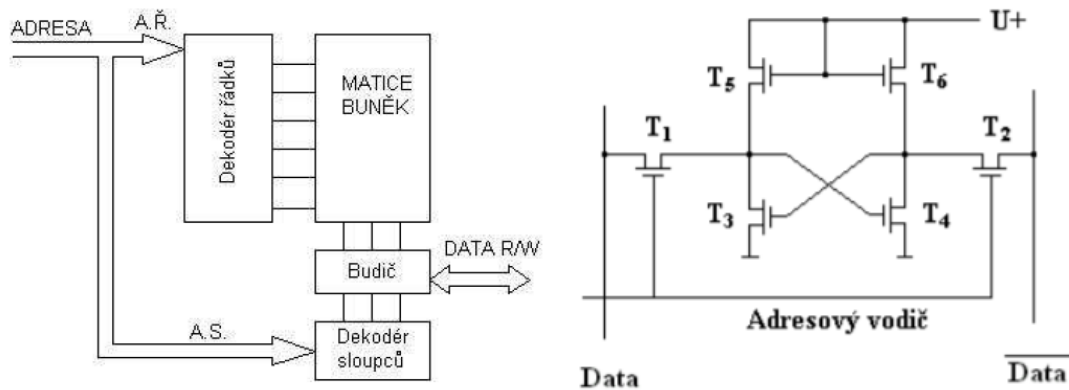 ADRESA
A.Ř.
Dekodér řádků
MATICE
BUNĚK
DATA R/W
Budič
A.S.
Dekodér
sloupců
U+
T5
T6
T1
T2
T3
T4
Adresový vodič
Data
Data